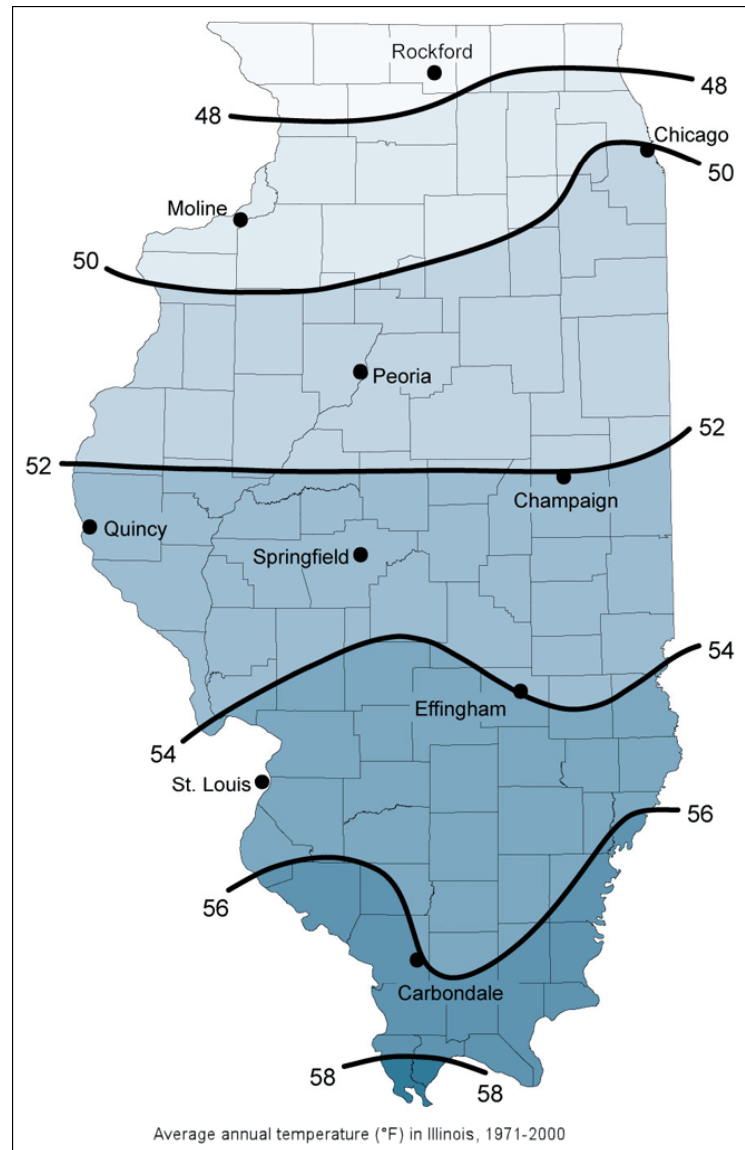 Rockford
48
48
Chicago
50
Moline
50
Peoria
52
52
Champaign
Quincy
Springfield
54
Effingham
54
St. Louis
56
56
Carbondale
58
58
Average annual temperature (°F) in Illinois, 1971-2000